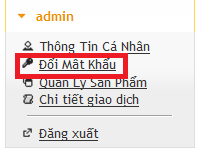 admin
Thông Tin Cá Nhân
Đổi Mật Khẩu
Quản Lý Sản Phẩm
Chi tiết giao dịch
Đăng xuất